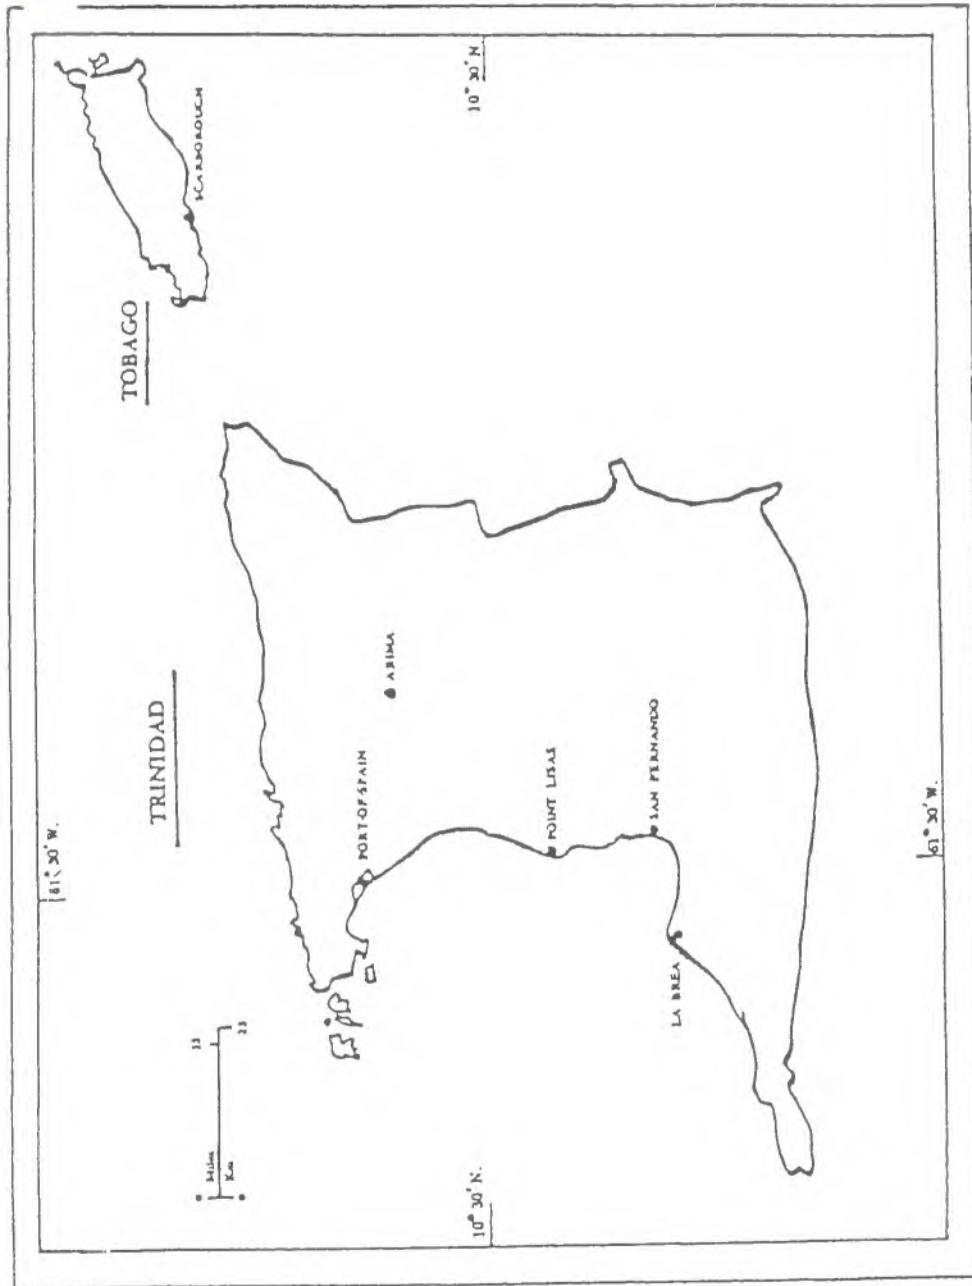 TRINIDAD
TOBAGO
SCARBOROUGH
61° 30' W.
10° 30' N
PORT-OF-SPAIN
ARIMA
POINT LISAS
SAN FERNANDO
LA BREA
Miles
Km
10° 30' N.
61° 30' W.